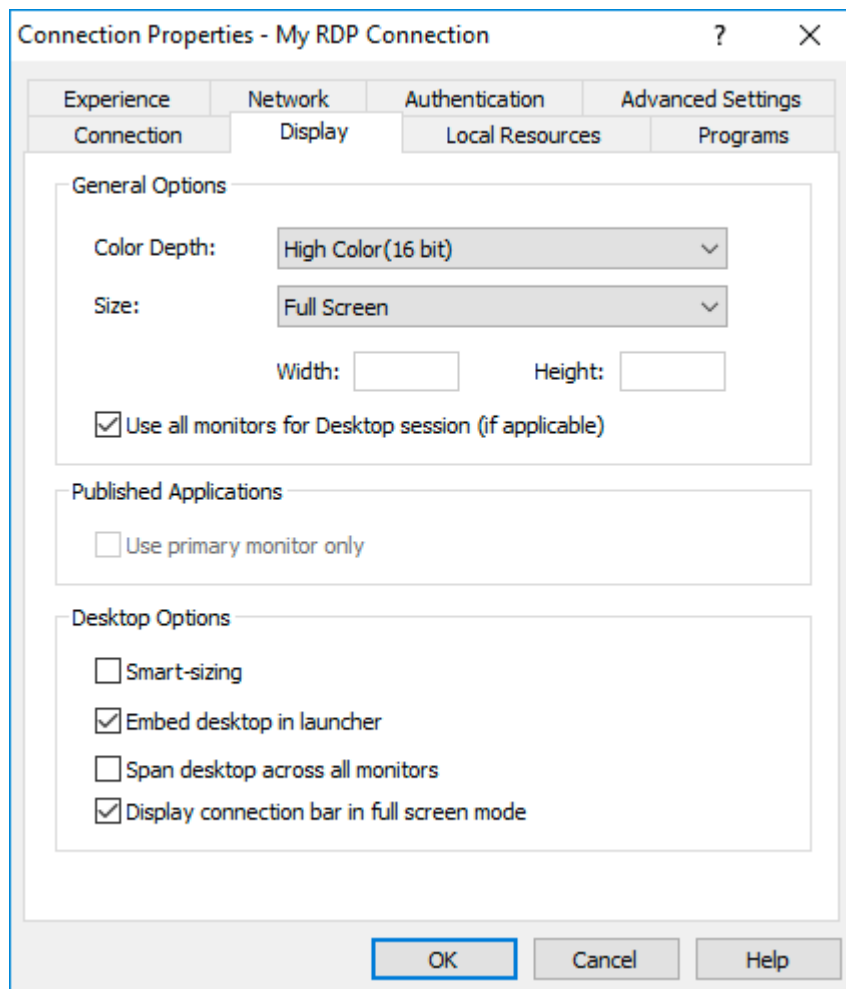 Connection Properties - My RDP Connection ?
Experience Network Authentication Advanced Settings
Connection Display Local Resources Programs
General Options
Color Depth: High Color(16 bit)
Size: Full Screen
Width: Height:
Use all monitors for Desktop session (if applicable)
Published Applications
Use primary monitor only
Desktop Options
Smart-sizing
Embed desktop in launcher
Span desktop across all monitors
Display connection bar in full screen mode
OK Cancel Help